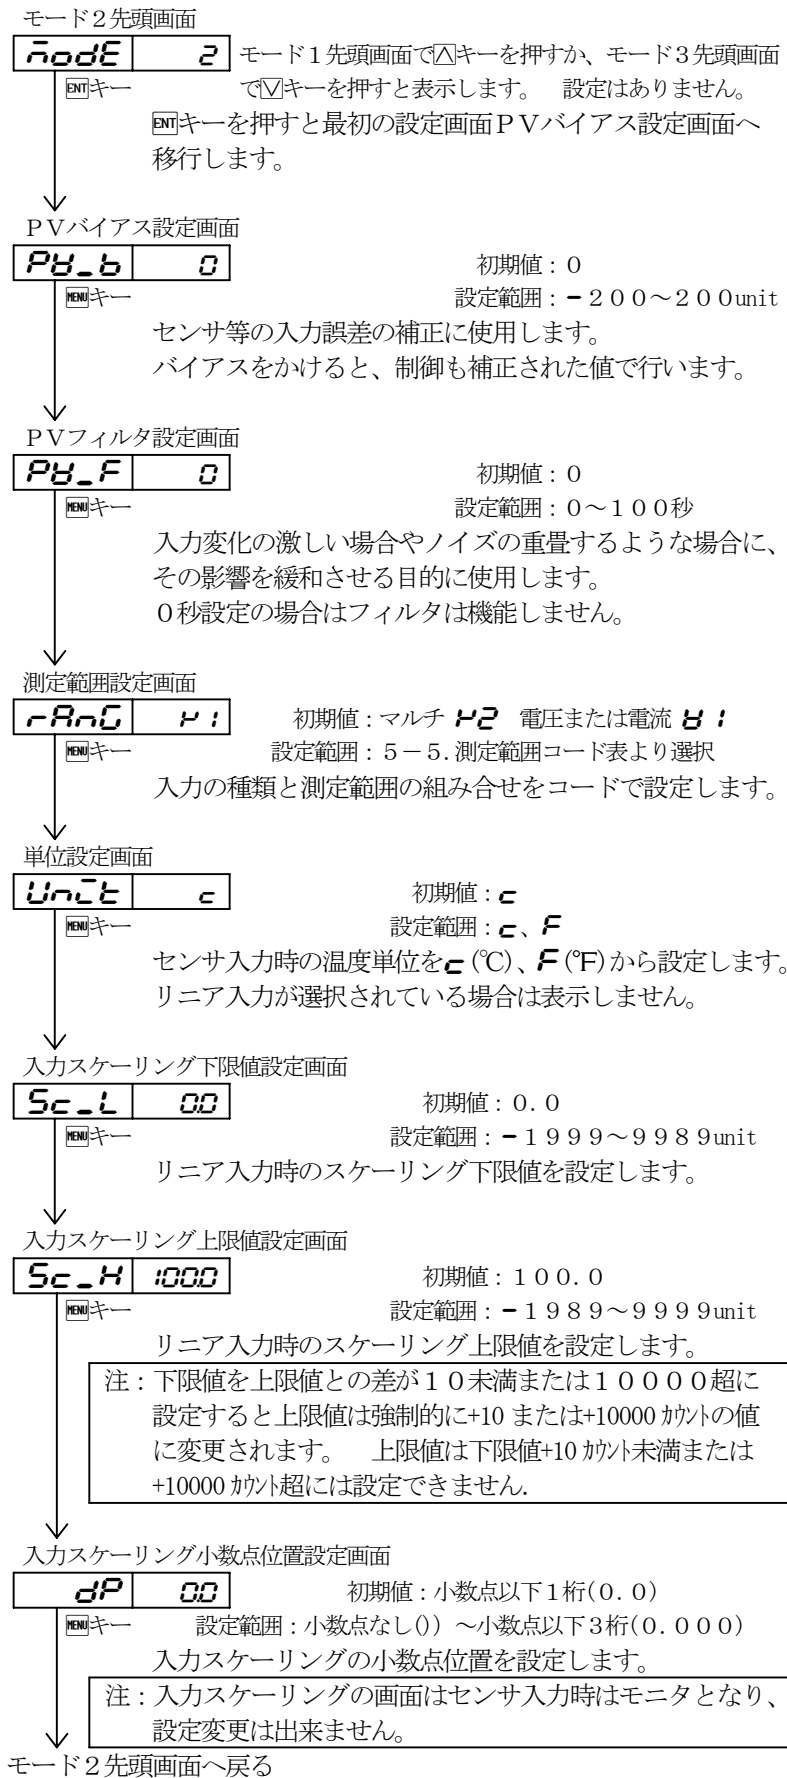 モード２先頭画面
modE 2 モード１先頭画面で△キーを押すか、モード３先頭画面
ENTキー で▽キーを押すと表示します。 設定はありません。
ENTキーを押すと最初の設定画面ＰＶバイアス設定画面へ
移行します。
ＰＶバイアス設定画面
PV_b 0 初期値：０
MENUキー 設定範囲：－２００～２００unit
センサ等の入力誤差の補正に使用します。
バイアスをかけると、制御も補正された値で行います。
ＰＶフィルタ設定画面
PV_F 0 初期値：０
MENUキー 設定範囲：０～１００秒
入力変化の激しい場合やノイズの重畳するような場合に、
その影響を緩和させる目的に使用します。
０秒設定の場合はフィルタは機能しません。
測定範囲設定画面
rAnG K1 初期値：マルチ K2 電圧または電流 V1
MENUキー 設定範囲：５－５.測定範囲コード表より選択
入力の種類と測定範囲の組み合せをコードで設定します。
単位設定画面
Unit c 初期値：c
MENUキー 設定範囲：c、F
センサ入力時の温度単位をc(℃)、F(℉)から設定します。
リニア入力が選択されている場合は表示しません。
入力スケーリング下限値設定画面
Sc_L 0.0 初期値：０.０
MENUキー 設定範囲：－１９９９～９９８９unit
リニア入力時のスケーリング下限値を設定します。
入力スケーリング上限値設定画面
Sc_H 100.0 初期値：１００.０
MENUキー 設定範囲：－１９８９～９９９９unit
リニア入力時のスケーリング上限値を設定します。
注：下限値を上限値との差が１０未満または１００００超に
設定すると上限値は強制的に+10 または+10000 ｶｳﾝﾄの値
に変更されます。 上限値は下限値+10 ｶｳﾝﾄ未満または
+10000 ｶｳﾝﾄ超には設定できません.
入力スケーリング小数点位置設定画面
dP 0.0 初期値：小数点以下１桁(０.０)
MENUキー 設定範囲：小数点なし()) ～小数点以下３桁(０.０００)
入力スケーリングの小数点位置を設定します。
注：入力スケーリングの画面はセンサ入力時はモニタとなり、
設定変更は出来ません。
モード２先頭画面へ戻る